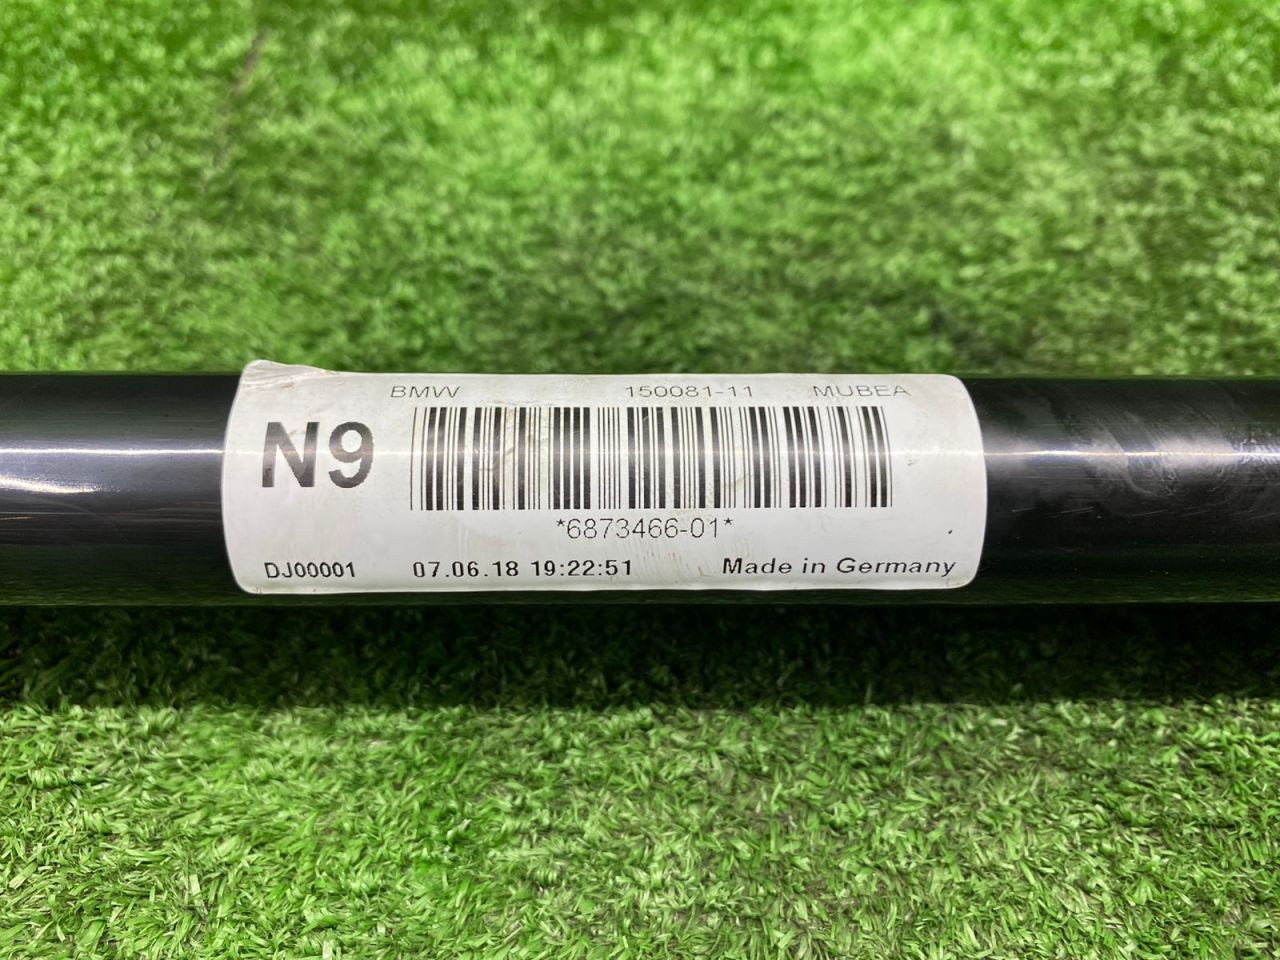 BMW 150081-11 MUBEA
N9
*6873466-01*
DJ00001 07.06.18 19:22:51 Made in Germany